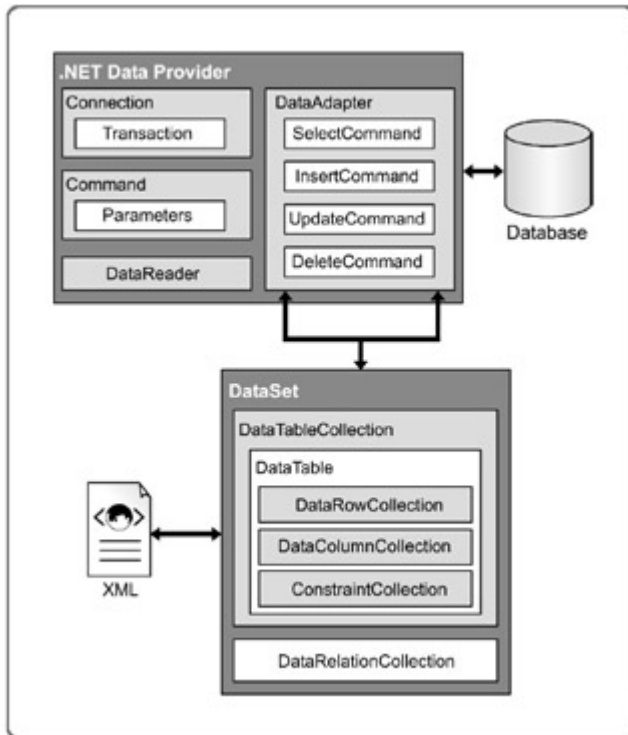 .NET Data Provider
Connection
Transaction
Command
Parameters
DataReader
DataAdapter
SelectCommand
InsertCommand
UpdateCommand
DeleteCommand
Database
DataSet
DataTableCollection
DataTable
DataRowCollection
DataColumnCollection
ConstraintCollection
DataRelationCollection
XML